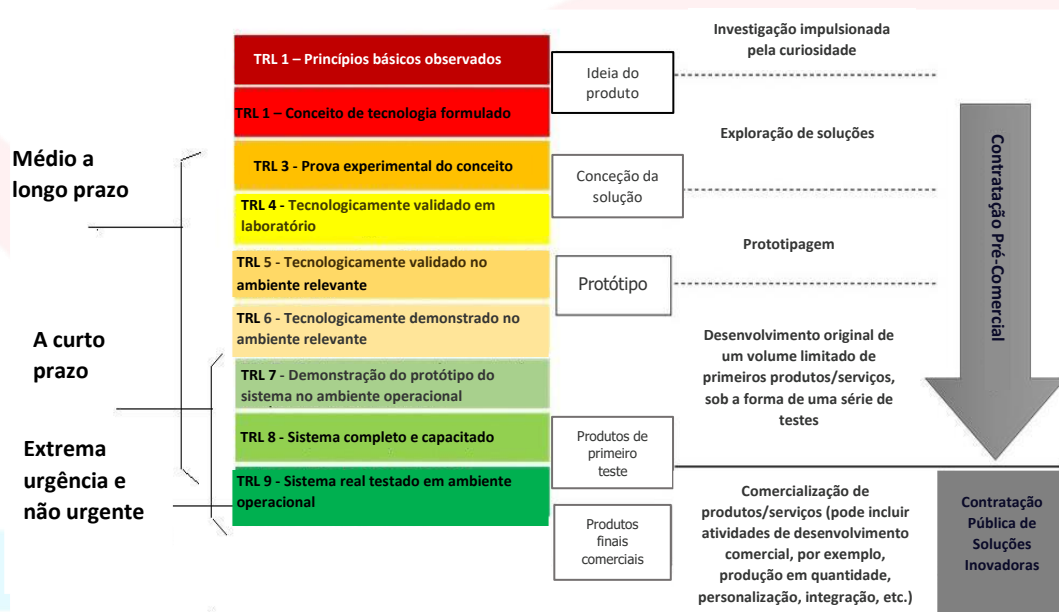 Médio a
longo prazo
A curto
prazo
Extrema
urgência e
não urgente
TRL 1 – Princípios básicos observados
TRL 1 – Conceito de tecnologia formulado
TRL 3 - Prova experimental do conceito
TRL 4 - Tecnologicamente validado em
laboratório
TRL 5 - Tecnologicamente validado no
ambiente relevante
TRL 6 - Tecnologicamente demonstrado no
ambiente relevante
TRL 7 - Demonstração do protótipo do
sistema no ambiente operacional
TRL 8 - Sistema completo e capacitado
TRL 9 - Sistema real testado em ambiente
operacional
Ideia do
produto
Conceção da
solução
Protótipo
Produtos de
primeiro
teste
Produtos
finais
comerciais
Investigação impulsionada
pela curiosidade
Exploração de soluções
Prototipagem
Desenvolvimento original de
um volume limitado de
primeiros produtos/serviços,
sob a forma de uma série de
testes
Comercialização de
produtos/serviços (pode incluir
atividades de desenvolvimento
comercial, por exemplo,
produção em quantidade,
personalização, integração, etc.)
Contratação Pré-Comercial
Contratação
Pública de
Soluções
Inovadoras